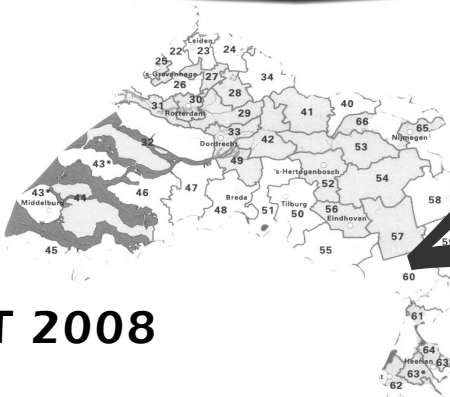 Leiden
22 23 24
25
's-Gravenhage 27 34
26
28
31 30
Rotterdam 29 41 40
66 65
33 Nijmegen
32 Dordrecht 42 53
43* 49
's-Hertogenbosch
52 54
43* 44 46 47 58
Middelburg Breda Tilburg 56
48 51 50 Eindhoven
57
45 55
60
T 2008
61
64
Heerlen 63
63*
62